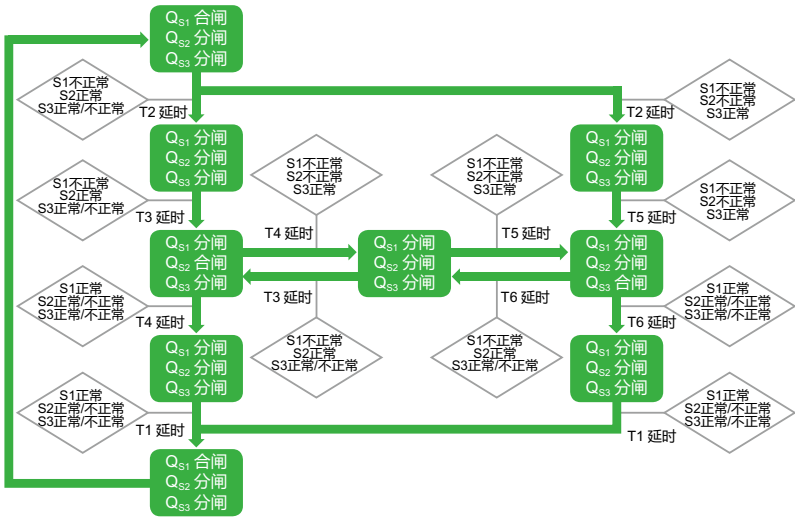 QS1 合闸
QS2 分闸
QS3 分闸
S1不正常
S2正常
S3正常/不正常
T2 延时
T2 延时
S1不正常
S2不正常
S3正常
QS1 分闸
QS2 分闸
QS3 分闸
QS1 分闸
QS2 分闸
QS3 分闸
S1不正常
S2正常
S3正常/不正常
T3 延时
S1不正常
S2不正常
S3正常
S1不正常
S2不正常
S3正常
T5 延时
S1不正常
S2不正常
S3正常
T4 延时
T5 延时
QS1 分闸
QS2 合闸
QS3 分闸
QS1 分闸
QS2 分闸
QS3 分闸
QS1 分闸
QS2 分闸
QS3 合闸
T3 延时
T6 延时
S1正常
S2正常/不正常
S3正常/不正常
T4 延时
S1不正常
S2正常
S3正常/不正常
S1不正常
S2正常
S3正常/不正常
T6 延时
S1正常
S2正常/不正常
S3正常/不正常
QS1 分闸
QS2 分闸
QS3 分闸
QS1 分闸
QS2 分闸
QS3 分闸
S1正常
S2正常/不正常
S3正常/不正常
T1 延时
T1 延时
S1正常
S2正常/不正常
S3正常/不正常
QS1 合闸
QS2 分闸
QS3 分闸